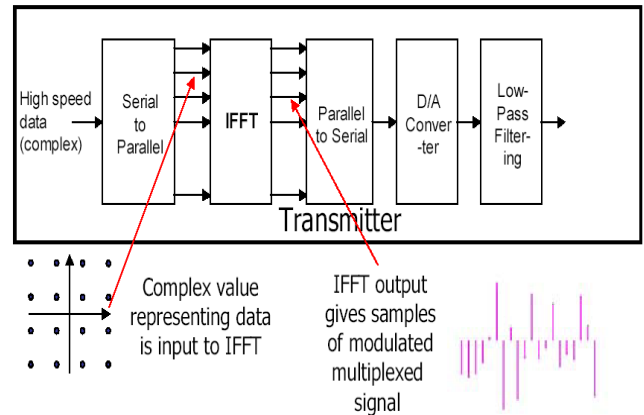 High speed
data
(complex)
Serial
to
Parallel
IFFT
Parallel
to Serial
D/A
Conver
-ter
Low-
Pass
Filter-
ing
Transmitter
Complex value
representing data
is input to IFFT
IFFT output
gives samples
of modulated
multiplexed
signal